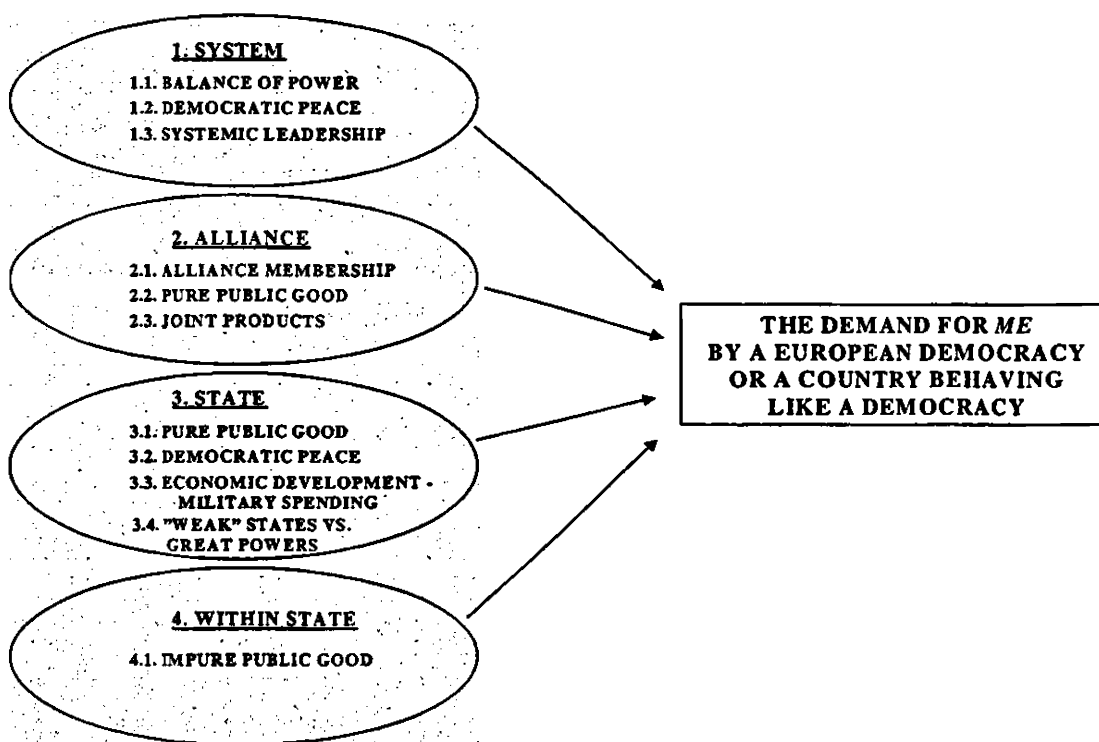 1. SYSTEM
1.1. BALANCE OF POWER
1.2. DEMOCRATIC PEACE
1.3. SYSTEMIC LEADERSHIP
2. ALLIANCE
2.1. ALLIANCE MEMBERSHIP
2.2. PURE PUBLIC GOOD
2.3. JOINT PRODUCTS
3. STATE
3.1. PURE PUBLIC GOOD
3.2. DEMOCRATIC PEACE
3.3. ECONOMIC DEVELOPMENT -
MILITARY SPENDING
3.4. "WEAK" STATES VS.
GREAT POWERS
4. WITHIN STATE
4.1. IMPURE PUBLIC GOOD
THE DEMAND FOR ME
BY A EUROPEAN DEMOCRACY
OR A COUNTRY BEHAVING
LIKE A DEMOCRACY